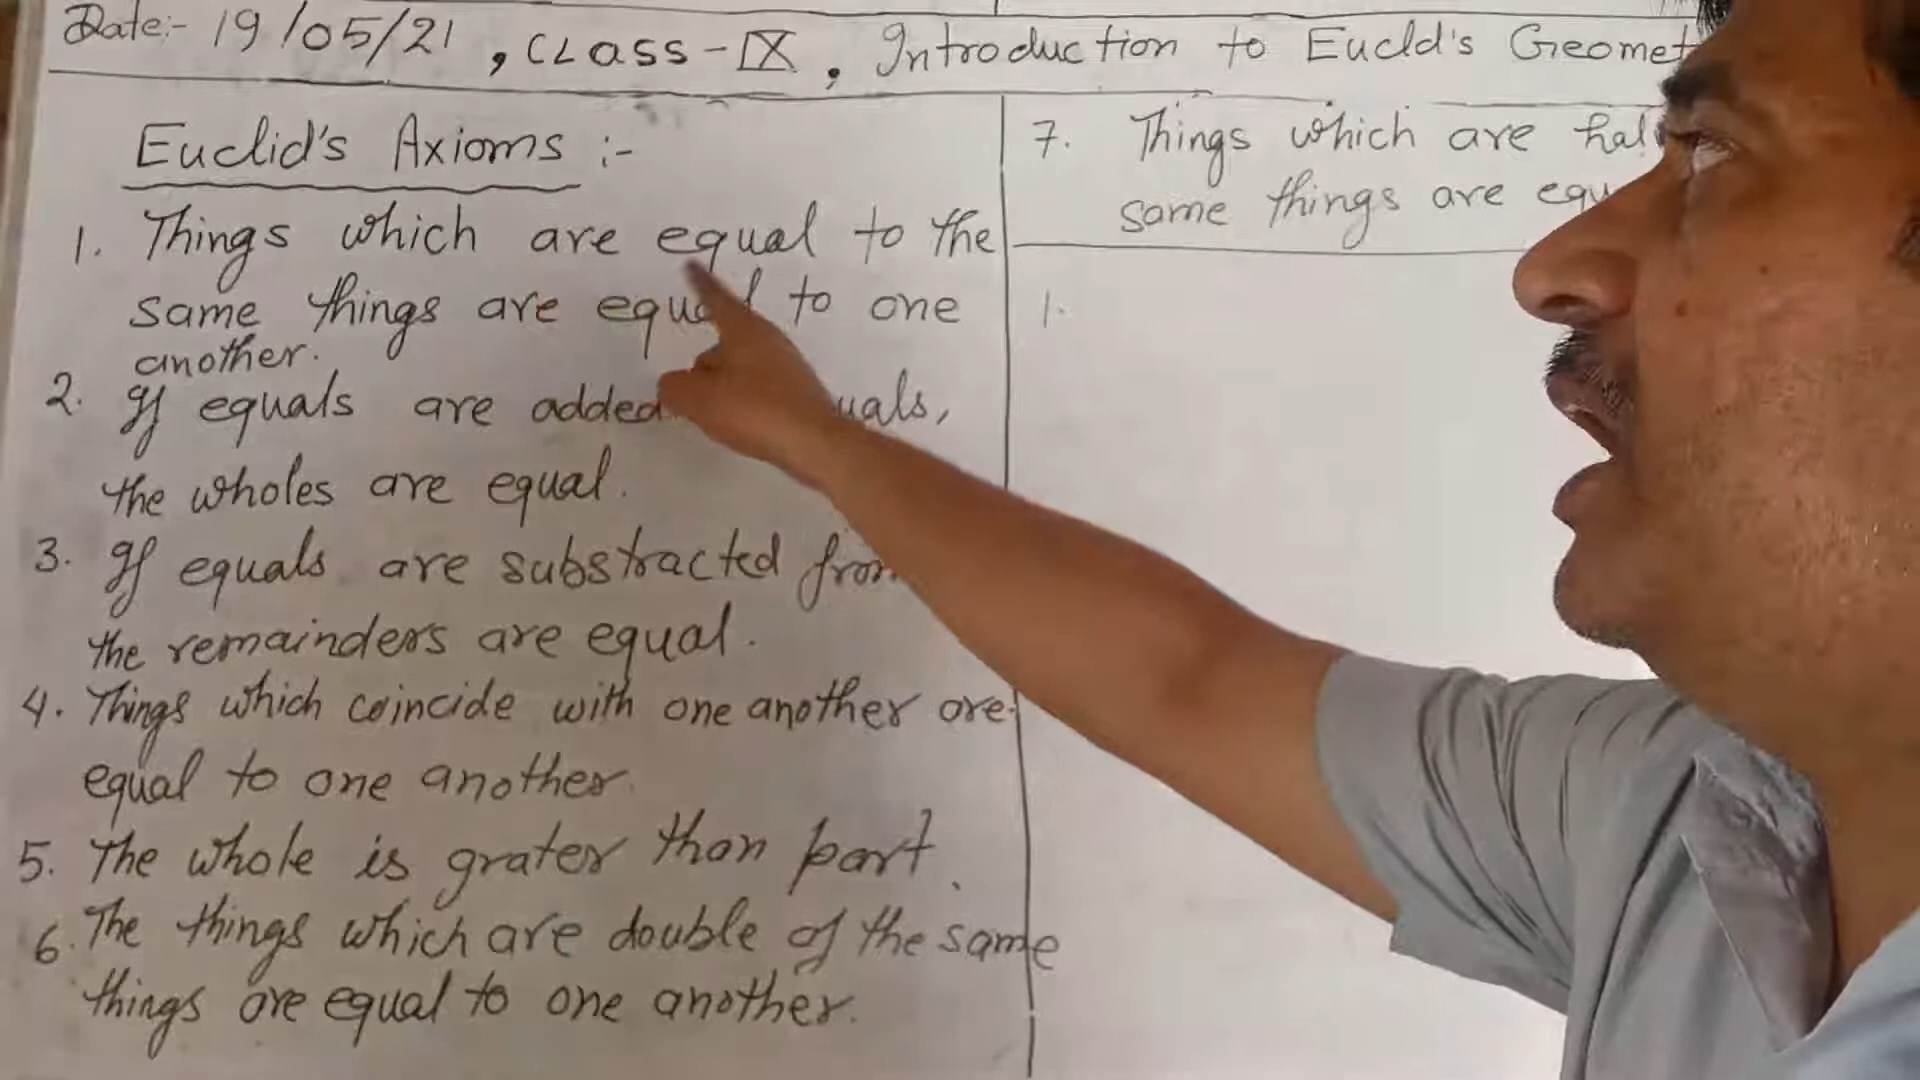 Date:- 19/05/21, CLASS-IX, Introduction to Eucld's Geomet
Euclid's Axioms :-
1. Things which are equal to the
same things are equal to one
another.
2. If equals are added
the wholes are equal.
3. If equals are substracted from
the remainders are equal.
4. Things which coincide with one another are
equal to one another.
5. The whole is grater than part.
6. The things which are double of the same
things are equal to one another.
7. Things which are
same things are
1.